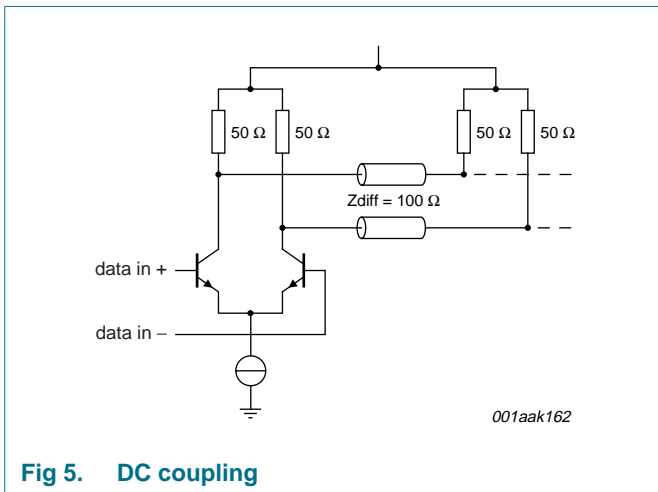 50 Ω 50 Ω 50 Ω 50 Ω
Zdiff = 100 Ω
data in +
data in −
001aak162
Fig 5. DC coupling